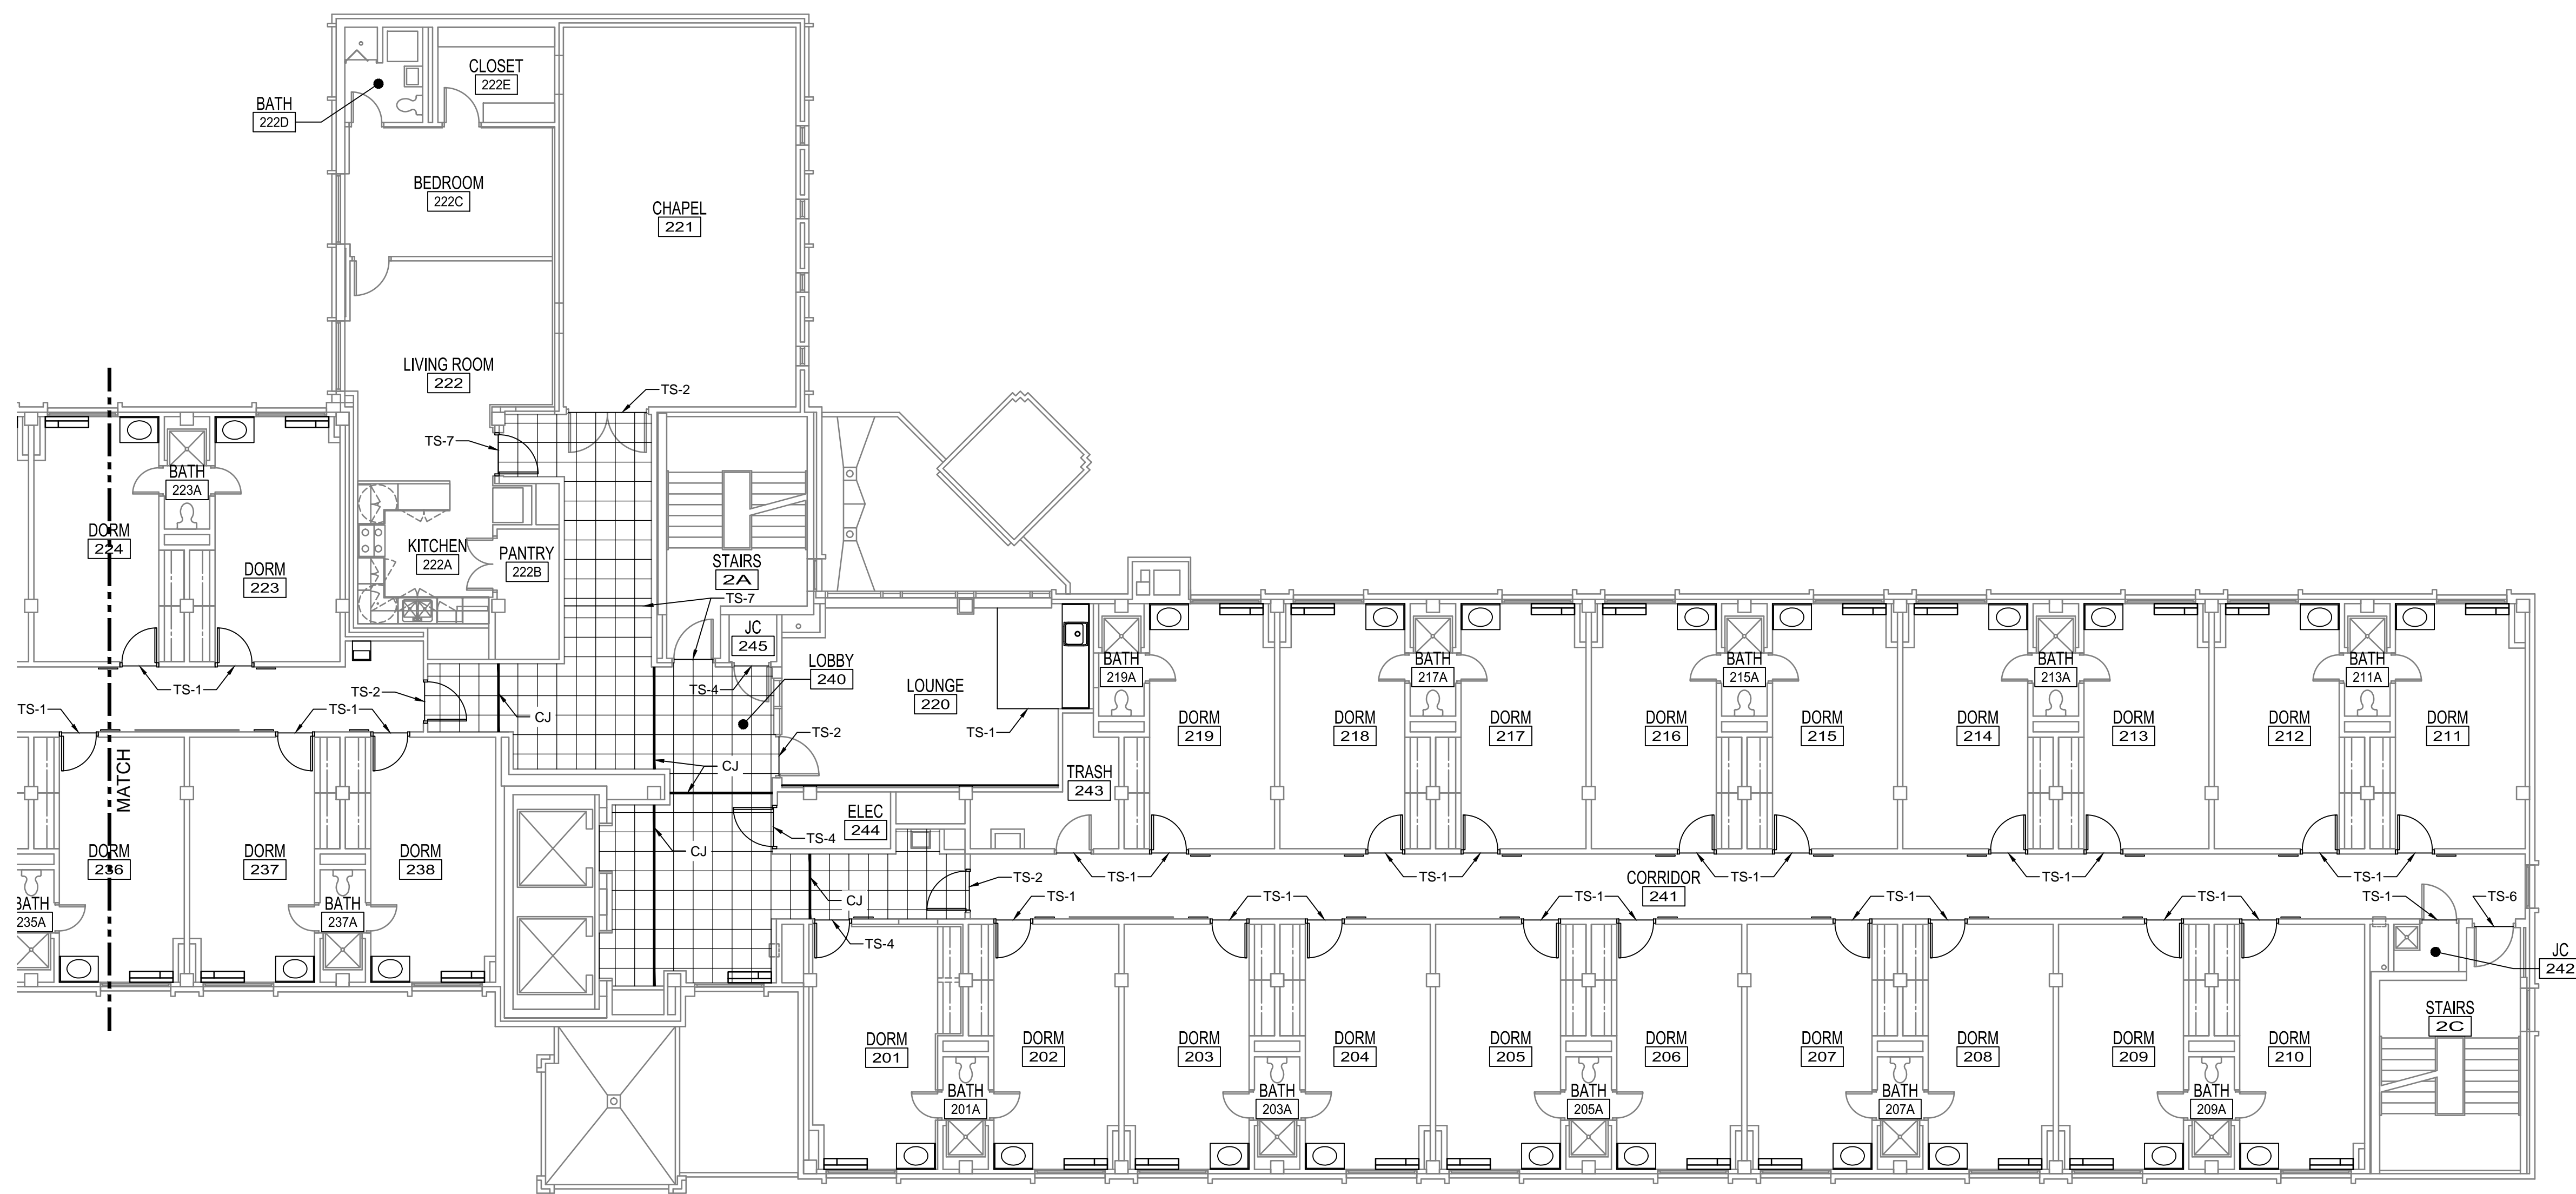 CLOSET
222E
BATH
222D
BEDROOM
222C
CHAPEL
221
LIVING ROOM
222
TS-2
TS-7
BATH
223A
DORM
224
DORM
223
KITCHEN
222A
PANTRY
222B
STAIRS
2A
TS-7
JC
245
LOBBY
240
LOUNGE
220
TS-1
TS-2
TS-4
TS-1
TS-1
CJ
TS-2
TS-1
CJ
MATCH
TRASH
243
ELEC
244
TS-4
CJ
BATH
219A
BATH
217A
BATH
215A
BATH
213A
BATH
211A
DORM
219
DORM
218
DORM
217
DORM
216
DORM
215
DORM
214
DORM
213
DORM
212
DORM
211
DORM
236
DORM
237
DORM
238
BATH
235A
BATH
237A
TS-2
TS-1
TS-1
TS-1
TS-1
TS-1
CORRIDOR
241
CJ
TS-1
TS-1
TS-1
TS-1
TS-1
TS-1
TS-6
TS-4
JC
242
STAIRS
2C
DORM
201
DORM
202
DORM
203
DORM
204
DORM
205
DORM
206
DORM
207
DORM
208
DORM
209
DORM
210
BATH
201A
BATH
203A
BATH
205A
BATH
207A
BATH
209A